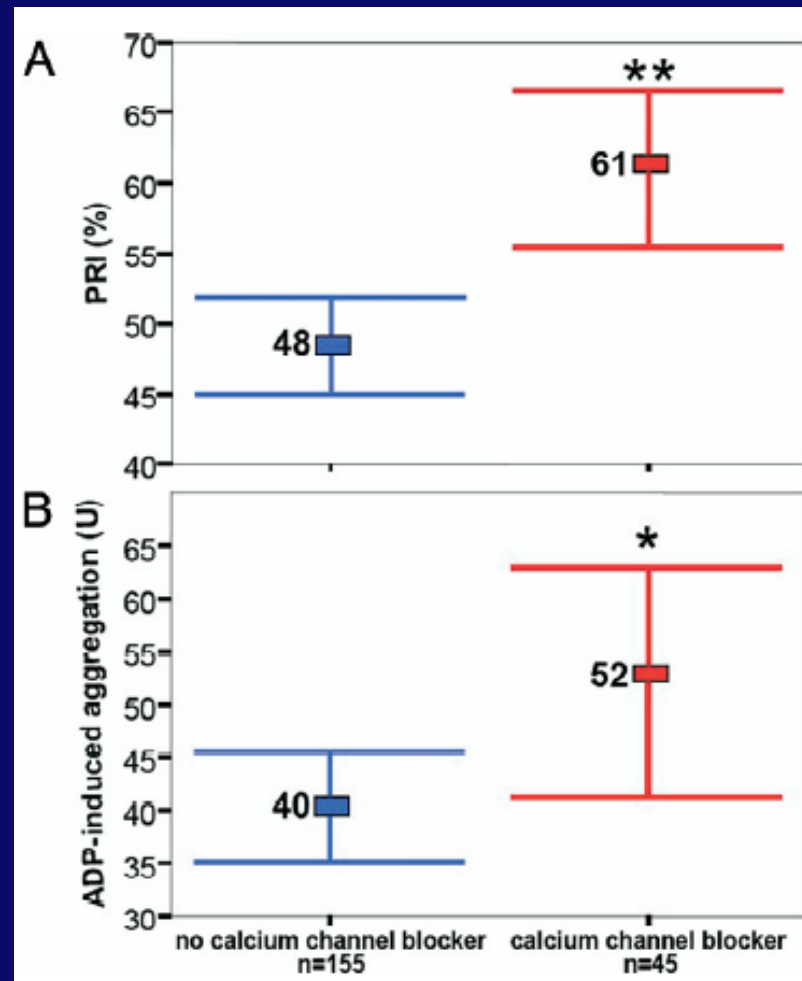 A
PRI (%)
70
65
60
55
50
45
40
48
**
61
B
ADP-induced aggregation (U)
65
60
55
50
45
40
35
30
40
*
52
no calcium channel blocker
n=155
calcium channel blocker
n=45